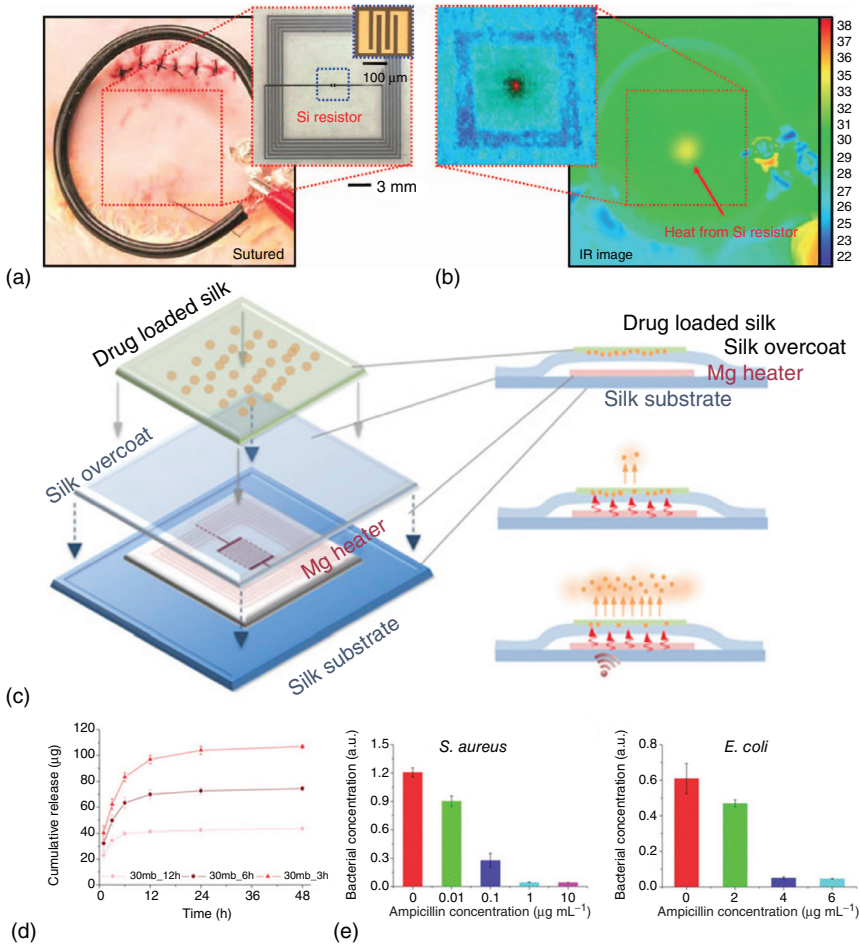 100 μm
Si resistor
3 mm
Sutured
(a)
Heat from Si resistor
IR image
(b)
38
37
36
35
34
33
32
31
30
29
28
27
26
25
23
22
Drug loaded silk
Silk overcoat
Mg heater
Silk substrate
(c)
Drug loaded silk
Silk overcoat
Mg heater
Silk substrate
Cumulative release (μg)
120
100
80
60
40
20
0
30mb_12h 30mb_6h 30mb_3h
0 12 24 36 48
Time (h)
(d)
S. aureus
Bacterial concentration (a.u.)
1.5
1.2
0.9
0.6
0.3
0.0
0 0.01 0.1 1 10
Ampicillin concentration (μg mL⁻¹)
(e)
E. coli
Bacterial concentration (a.u.)
0.8
0.6
0.4
0.2
0.0
0 2 4 6
Ampicillin concentration (μg mL⁻¹)